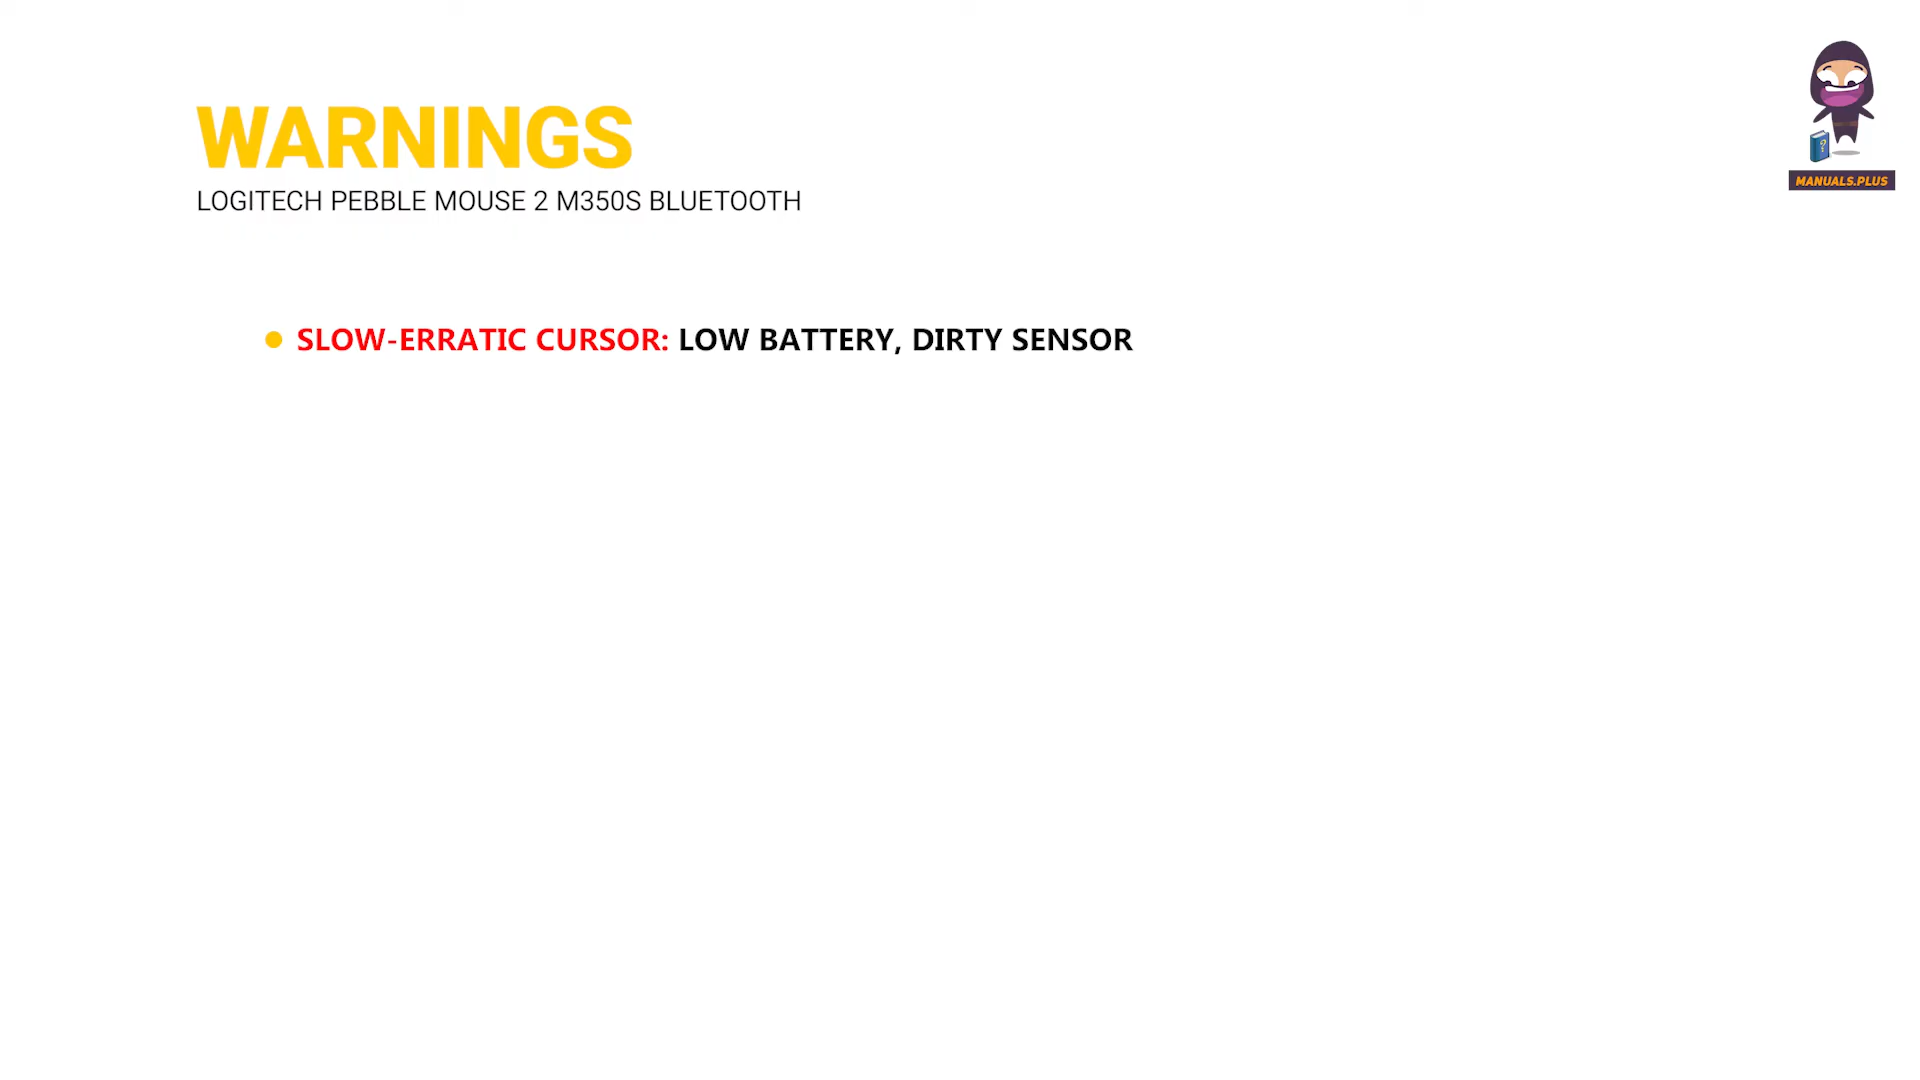 WARNINGS
LOGITECH PEBBLE MOUSE 2 M350S BLUETOOTH
MANUALS.PLUS
SLOW-ERRATIC CURSOR: LOW BATTERY, DIRTY SENSOR